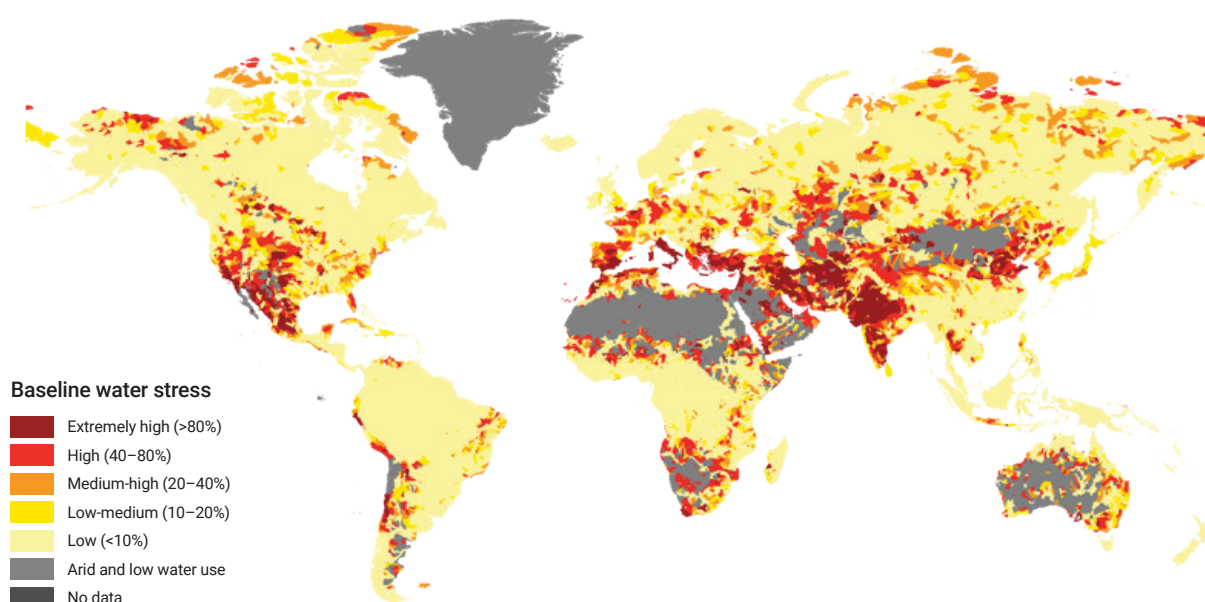 Baseline water stress
Extremely high (>80%)
High (40–80%)
Medium-high (20–40%)
Low-medium (10–20%)
Low (<10%)
Arid and low water use
No data